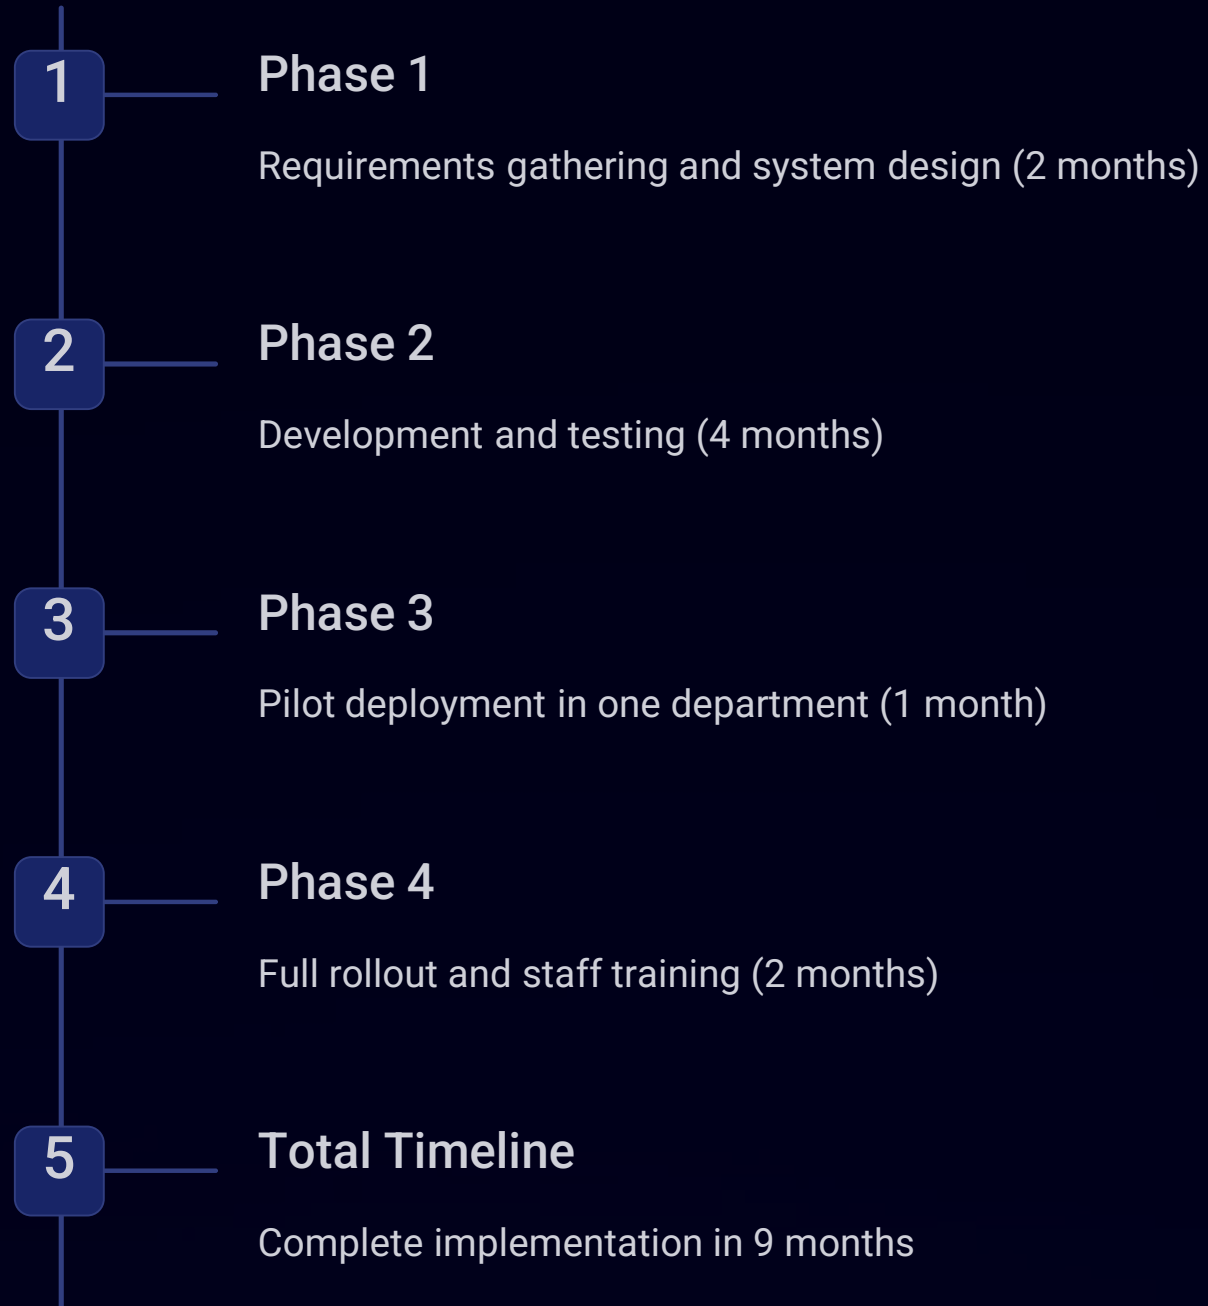 1
Phase 1
Requirements gathering and system design (2 months)
2
Phase 2
Development and testing (4 months)
3
Phase 3
Pilot deployment in one department (1 month)
4
Phase 4
Full rollout and staff training (2 months)
5
Total Timeline
Complete implementation in 9 months